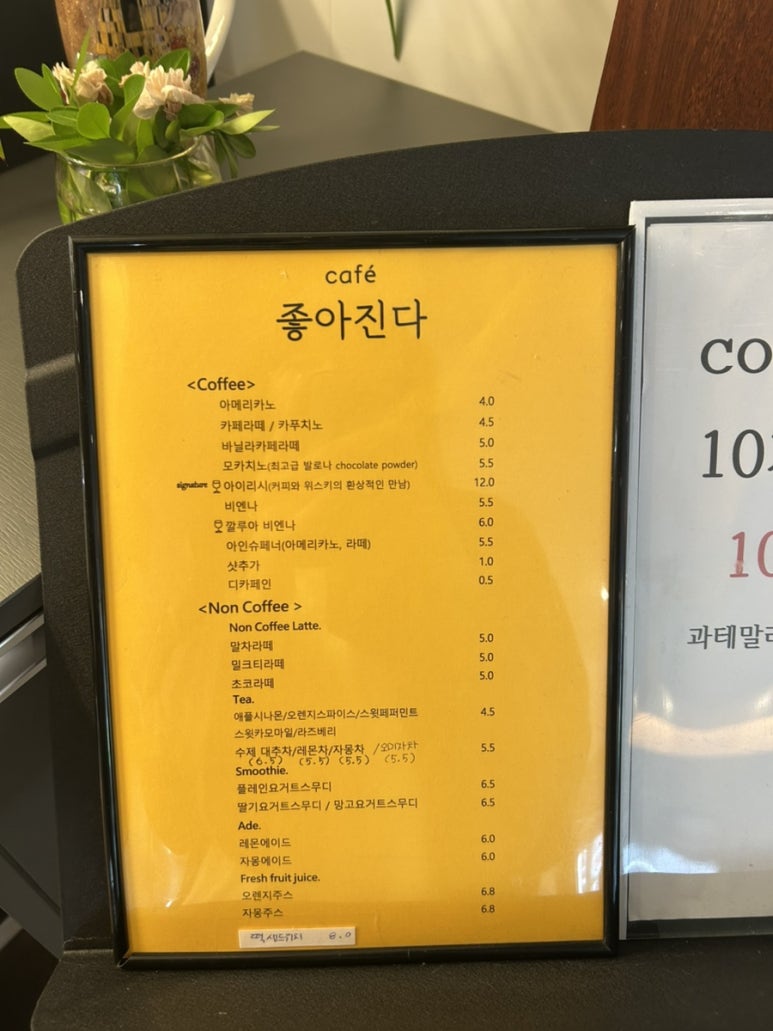 café
좋아진다
<Coffee>
아메리카노 4.0
카페라떼 / 카푸치노 4.5
바닐라카페라떼 5.0
모카치노(최고급 발로나 chocolate powder) 5.5
signature 아이리시(커피와 위스키의 환상적인 만남) 12.0
비엔나 5.5
깔루아 비엔나 6.0
아인슈페너(아메리카노, 라떼) 5.5
샷추가 1.0
디카페인 0.5
<Non Coffee >
Non Coffee Latte.
말차라떼 5.0
밀크티라떼 5.0
초코라떼 5.0
Tea.
애플시나몬/오렌지스파이스/스윗페퍼민트 4.5
스윗카모마일/라즈베리
수제 대추차/레몬차/자몽차 /오미자차 5.5
(6.5) (5.5) (5.5) (5.5)
Smoothie.
플레인요거트스무디 6.5
딸기요거트스무디 / 망고요거트스무디 6.5
Ade.
레몬에이드 6.0
자몽에이드 6.0
Fresh fruit juice.
오렌지주스 6.8
자몽주스 6.8
떡샌드위치 8.0
CO
10
10
과테말